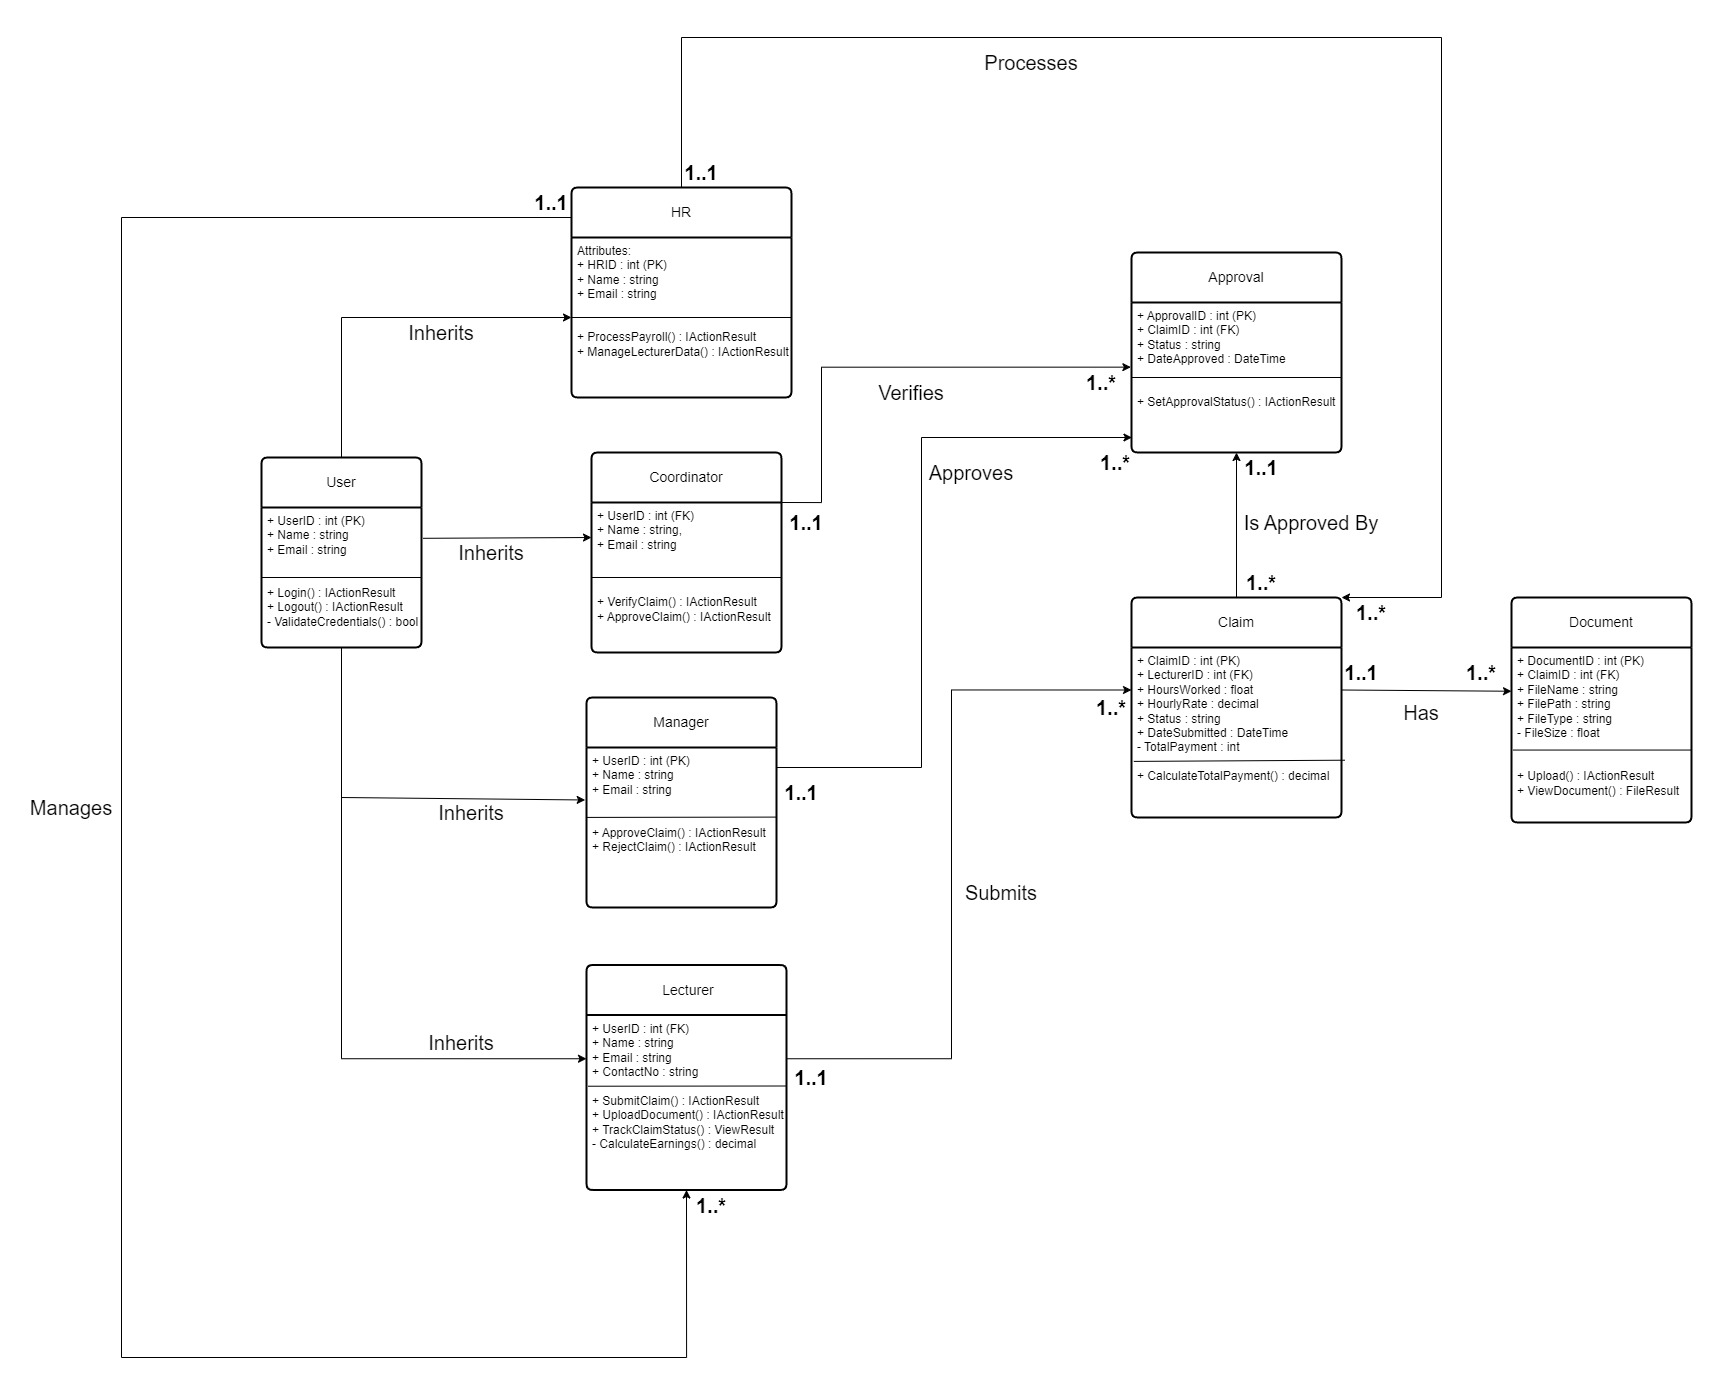 Processes
1..1
1..1
HR
Attributes:
+ HRID : int (PK)
+ Name : string
+ Email : string
+ ProcessPayroll() : IActionResult
+ ManageLecturerData() : IActionResult
Inherits
Approval
+ ApprovalID : int (PK)
+ ClaimID : int (FK)
+ Status : string
+ DateApproved : DateTime
+ SetApprovalStatus() : IActionResult
1..*
Verifies
1..*
Approves
1..1
Is Approved By
1..*
User
+ UserID : int (PK)
+ Name : string
+ Email : string
+ Login() : IActionResult
+ Logout() : IActionResult
- ValidateCredentials() : bool
Inherits
Coordinator
+ UserID : int (FK)
+ Name : string,
+ Email : string
+ VerifyClaim() : IActionResult
+ ApproveClaim() : IActionResult
1..1
1..*
Claim
+ ClaimID : int (PK)
+ LecturerID : int (FK)
+ HoursWorked : float
+ HourlyRate : decimal
+ Status : string
+ DateSubmitted : DateTime
- TotalPayment : int
+ CalculateTotalPayment() : decimal
1..1
1..*
Has
Document
+ DocumentID : int (PK)
+ ClaimID : int (FK)
+ FileName : string
+ FilePath : string
+ FileType : string
- FileSize : float
+ Upload() : IActionResult
+ ViewDocument() : FileResult
1..*
Manager
+ UserID : int (PK)
+ Name : string
+ Email : string
+ ApproveClaim() : IActionResult
+ RejectClaim() : IActionResult
1..1
Manages
Inherits
Submits
Inherits
Lecturer
+ UserID : int (FK)
+ Name : string
+ Email : string
+ ContactNo : string
+ SubmitClaim() : IActionResult
+ UploadDocument() : IActionResult
+ TrackClaimStatus() : ViewResult
- CalculateEarnings() : decimal
1..1
1..*